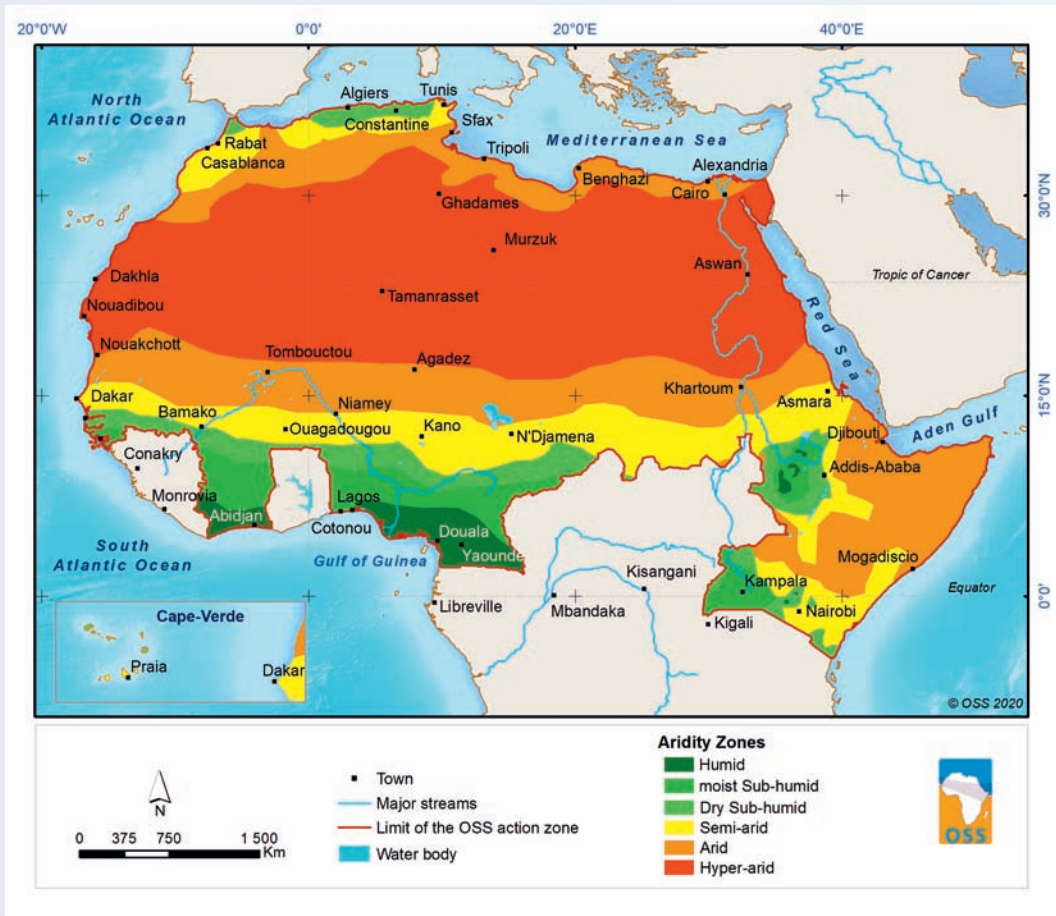 20°0'W
0°0'
20°0'E
40°0'E
North
Atlantic Ocean
Algiers
Tunis
Constantine
Sfax
Rabat
Casablanca
Tripoli
Mediterranean Sea
Benghazi
Alexandria
Cairo
30°0'N
Ghadames
Murzuk
Aswan
Dakhla
Tamanrasset
Tropic of Cancer
Nouadibou
Red Sea
Nouakchott
Tombouctou
Agadez
Khartoum
15°0'N
Dakar
Asmara
Bamako
Niamey
Ouagadougou
Kano
N'Djamena
Djibouti
Aden Gulf
Conakry
Addis-Ababa
Monrovia
Lagos
Abidjan
Cotonou
Douala
Yaounde
South
Atlantic Ocean
Gulf of Guinea
Mogadiscio
Kisangani
Kampala
Equator
0°0'
Libreville
Mbandaka
Nairobi
Kigali
Cape-Verde
Praia
Dakar
© OSS 2020
N
0 375 750 1 500
Km
Town
Major streams
Limit of the OSS action zone
Water body
Aridity Zones
Humid
moist Sub-humid
Dry Sub-humid
Semi-arid
Arid
Hyper-arid
OSS